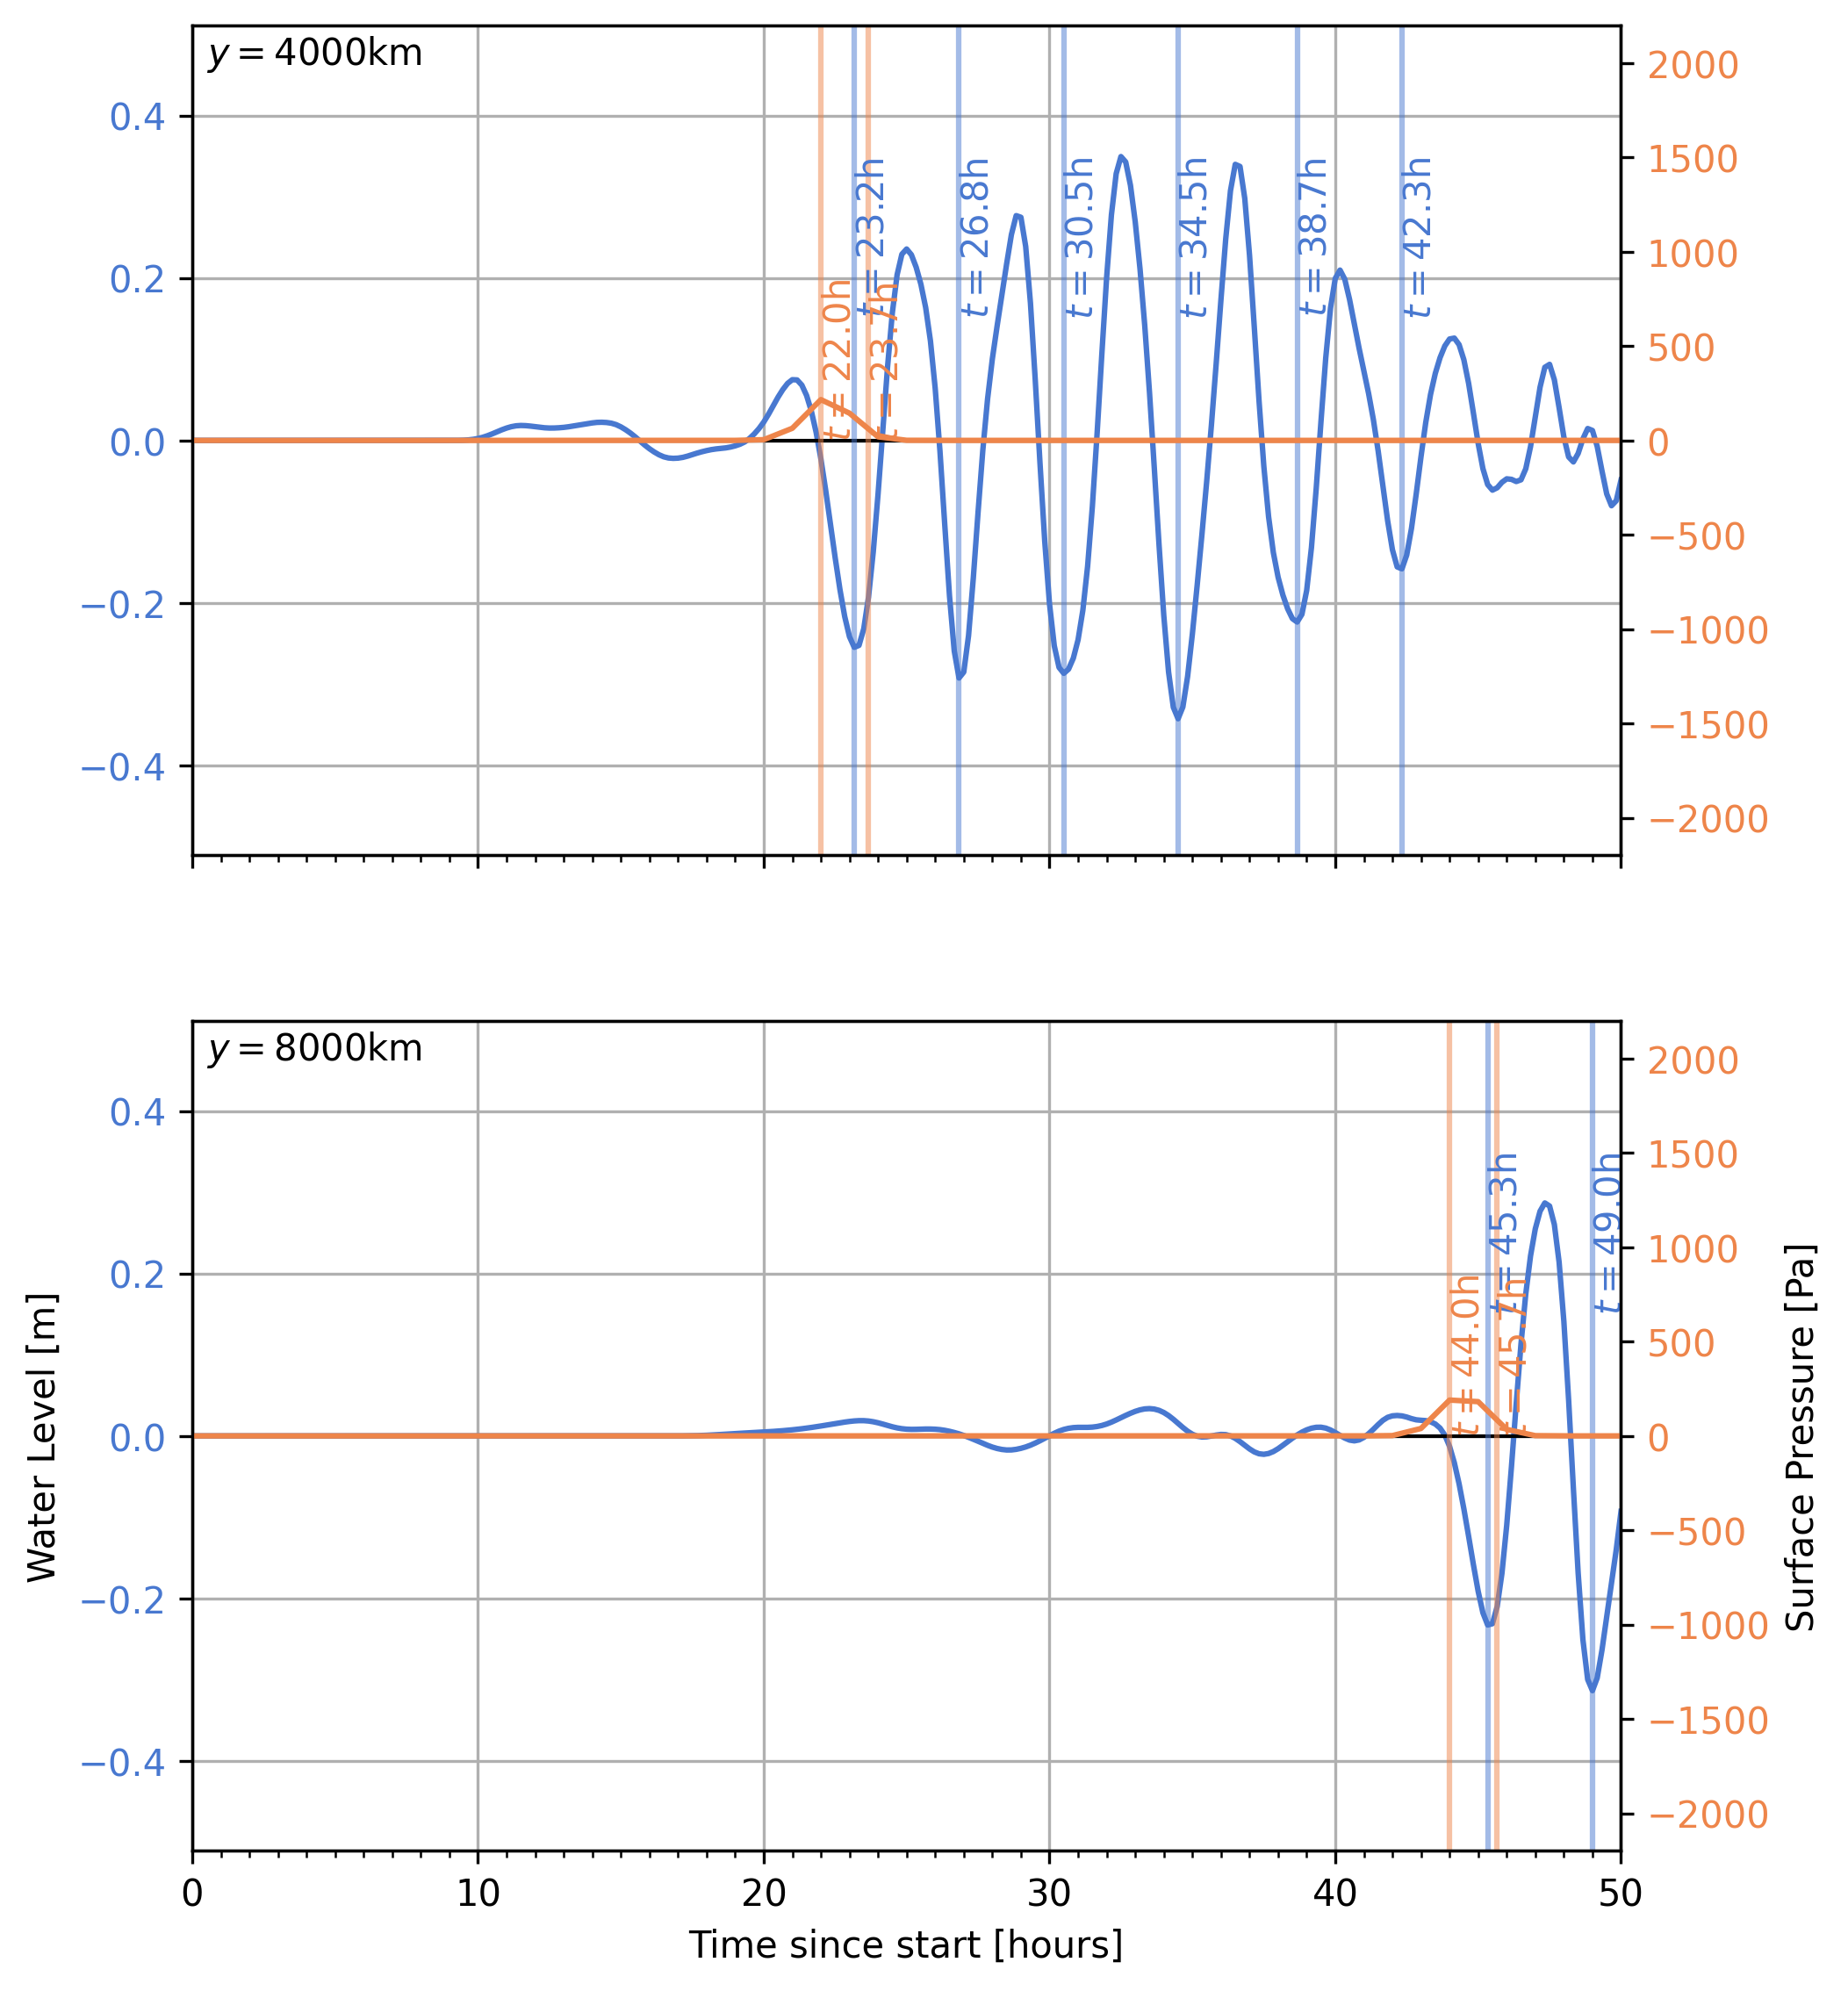 y = 4000km
0.4
0.2
0.0
−0.2
−0.4
2000
1500
1000
500
0
−500
−1000
−1500
−2000
t = 22.0h
t = 23.2h
t = 23.7h
t = 26.8h
t = 30.5h
t = 34.5h
t = 38.7h
t = 42.3h
y = 8000km
0.4
0.2
0.0
−0.2
−0.4
2000
1500
1000
500
0
−500
−1000
−1500
−2000
t = 44.0h
t = 45.3h
t = 45.7h
t = 49.0h
0
10
20
30
40
50
Time since start [hours]
Water Level [m]
Surface Pressure [Pa]